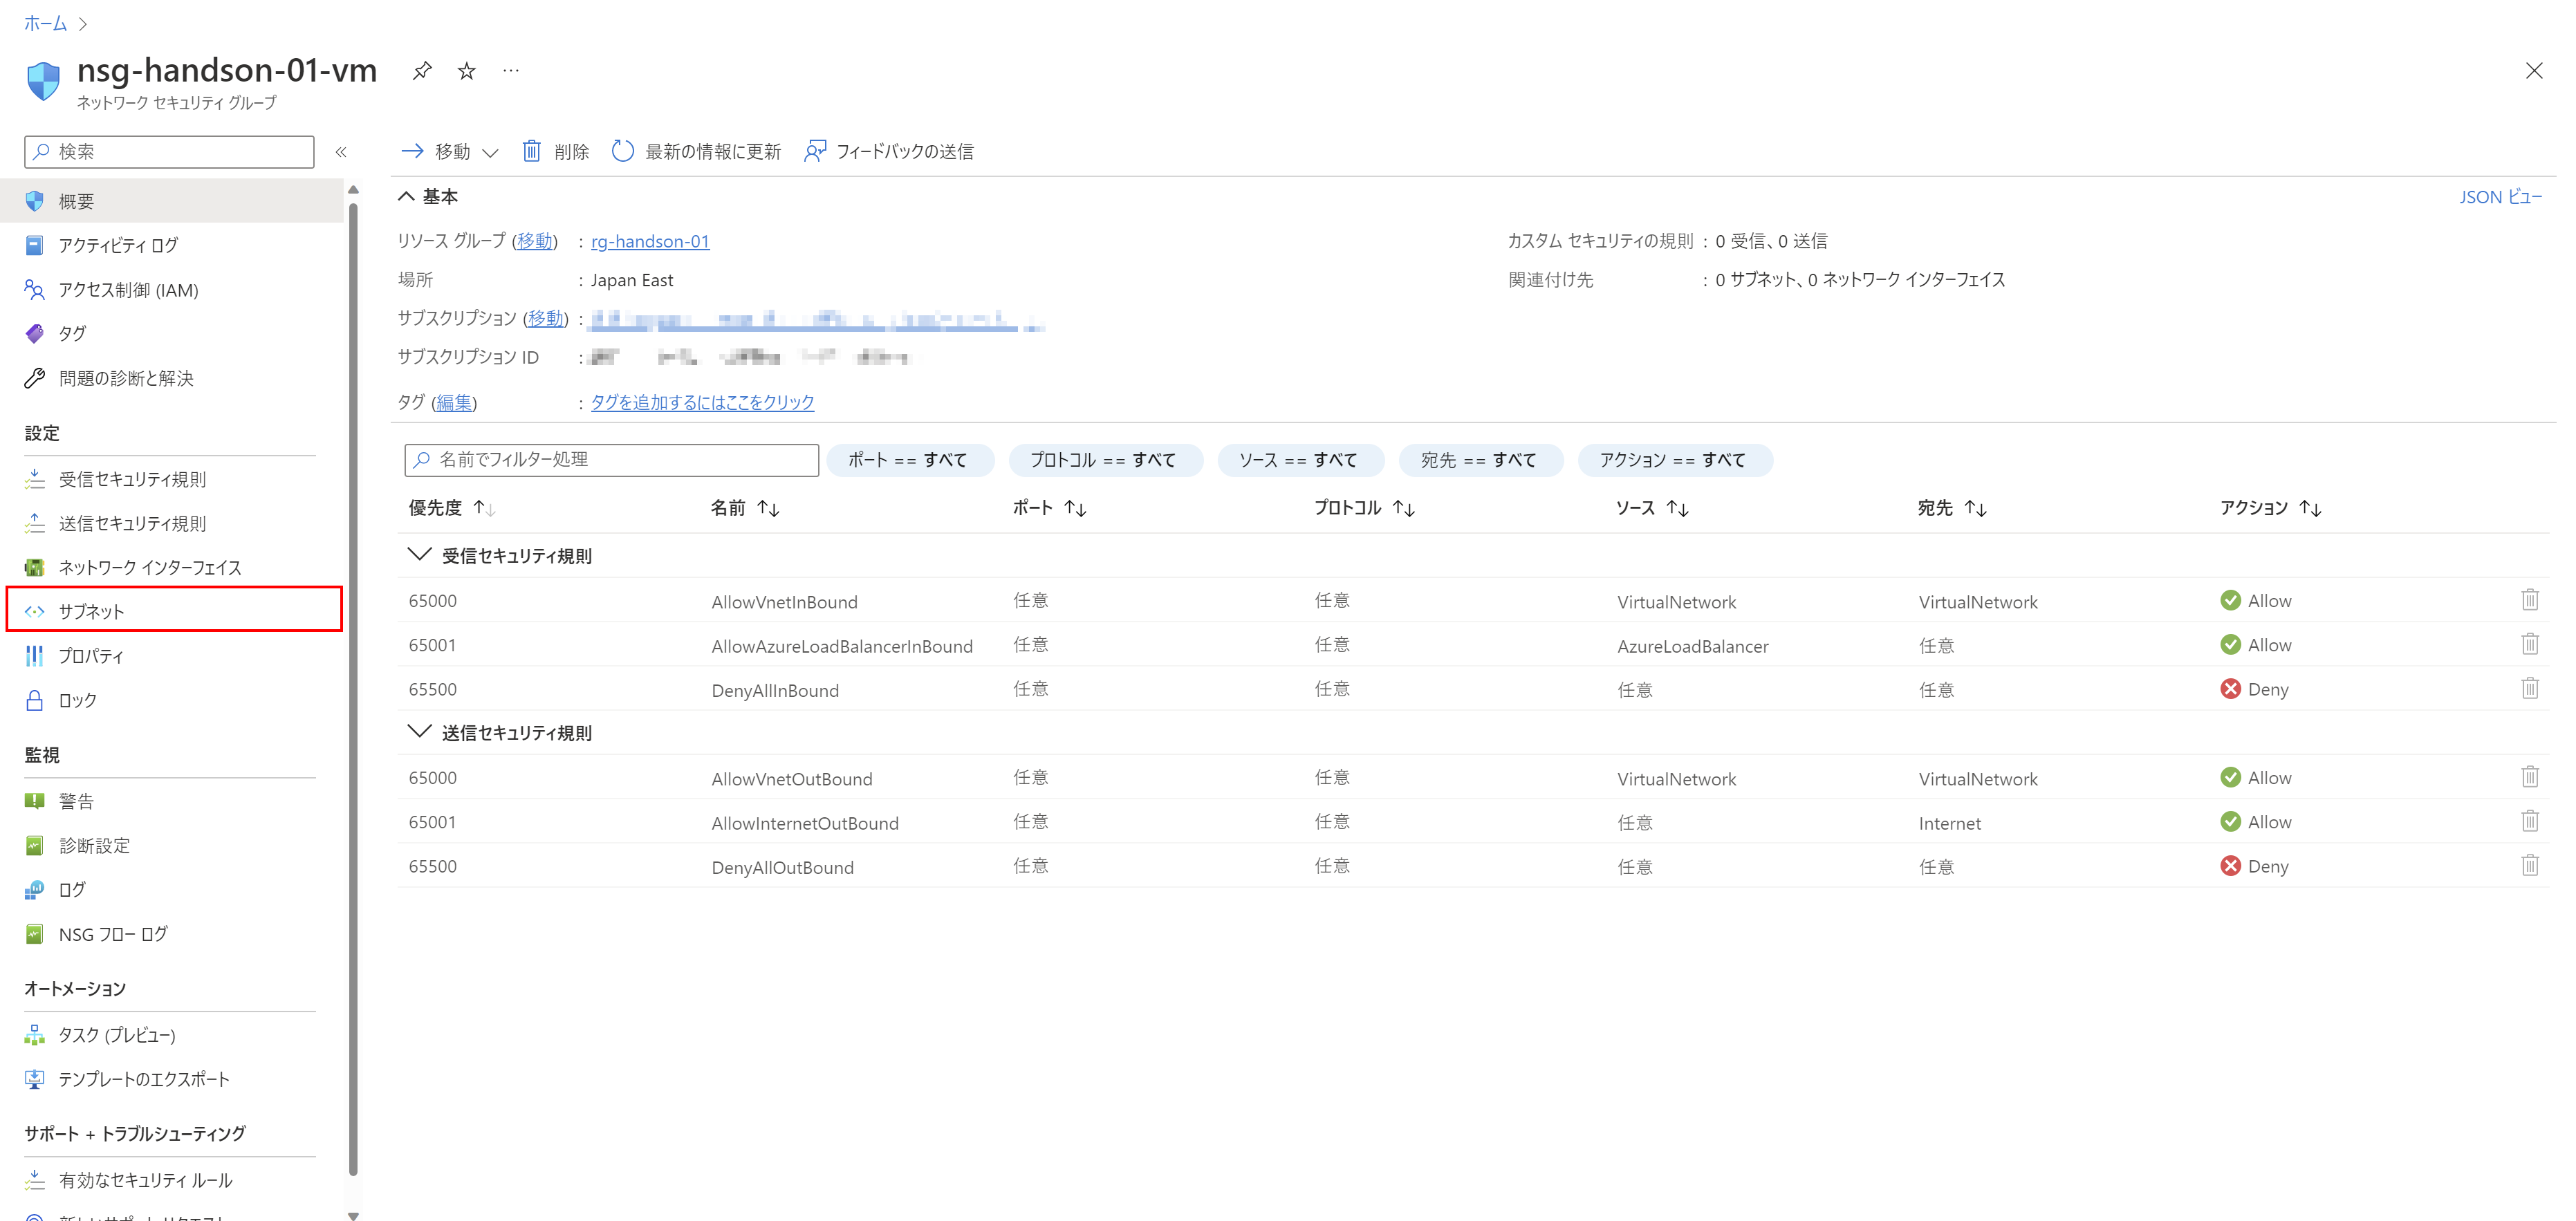 ホーム
nsg-handson-01-vm
ネットワーク セキュリティ グループ
検索
概要
アクティビティ ログ
アクセス制御 (IAM)
タグ
問題の診断と解決
設定
受信セキュリティ規則
送信セキュリティ規則
ネットワーク インターフェイス
サブネット
プロパティ
ロック
監視
警告
診断設定
ログ
NSG フロー ログ
オートメーション
タスク (プレビュー)
テンプレートのエクスポート
サポート + トラブルシューティング
有効なセキュリティ ルール
移動 削除 最新の情報に更新 フィードバックの送信
基本 JSON ビュー
リソース グループ (移動) : rg-handson-01
場所 : Japan East
サブスクリプション (移動) :
サブスクリプション ID :
タグ (編集) : タグを追加するにはここをクリック
カスタム セキュリティの規則 : 0 受信、0 送信
関連付け先 : 0 サブネット、0 ネットワーク インターフェイス
名前でフィルター処理 ポート == すべて プロトコル == すべて ソース == すべて 宛先 == すべて アクション == すべて
優先度 名前 ポート プロトコル ソース 宛先 アクション
受信セキュリティ規則
65000 AllowVnetInBound 任意 任意 VirtualNetwork VirtualNetwork Allow
65001 AllowAzureLoadBalancerInBound 任意 任意 AzureLoadBalancer 任意 Allow
65500 DenyAllInBound 任意 任意 任意 任意 Deny
送信セキュリティ規則
65000 AllowVnetOutBound 任意 任意 VirtualNetwork VirtualNetwork Allow
65001 AllowInternetOutBound 任意 任意 任意 Internet Allow
65500 DenyAllOutBound 任意 任意 任意 任意 Deny